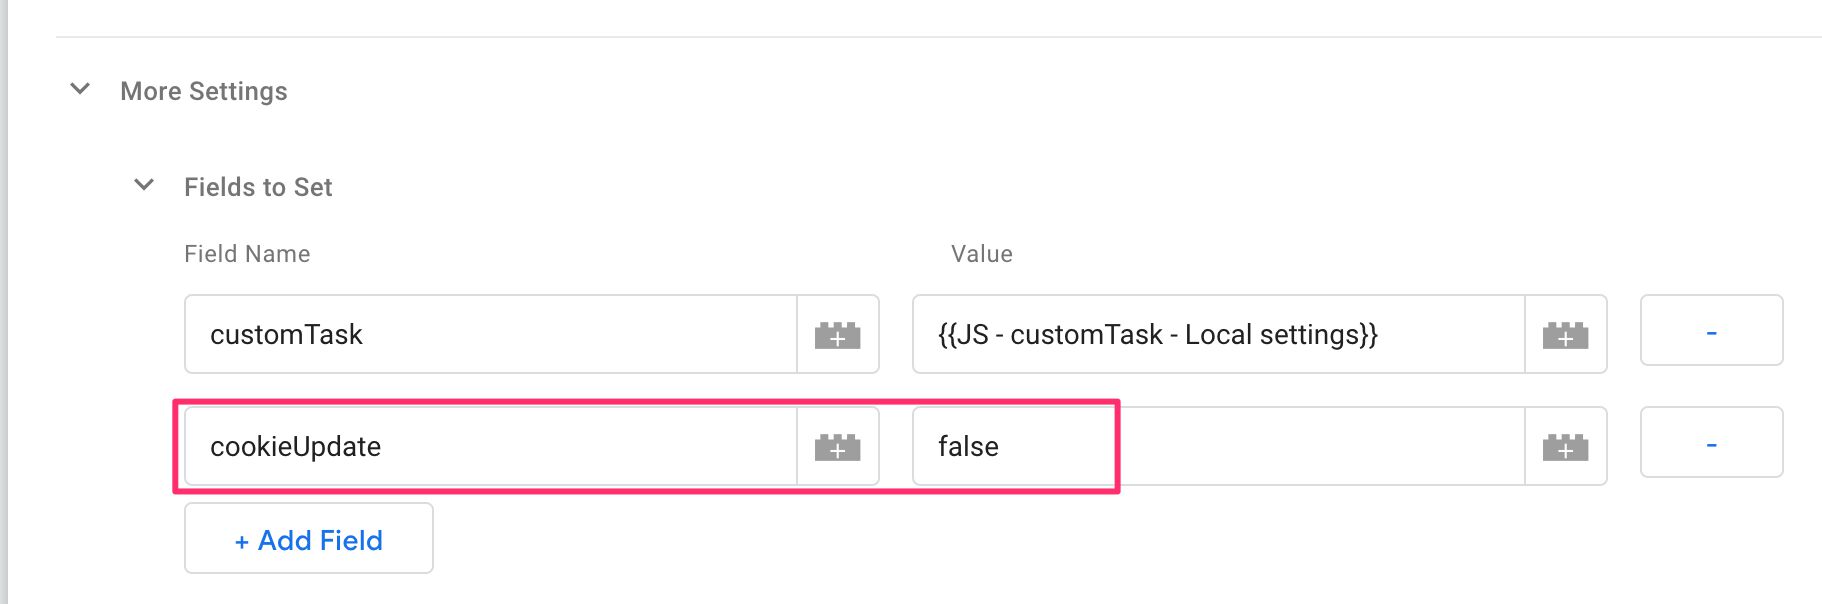 More Settings
Fields to Set
Field Name Value
customTask {{JS - customTask - Local settings}} -
cookieUpdate false -
+ Add Field